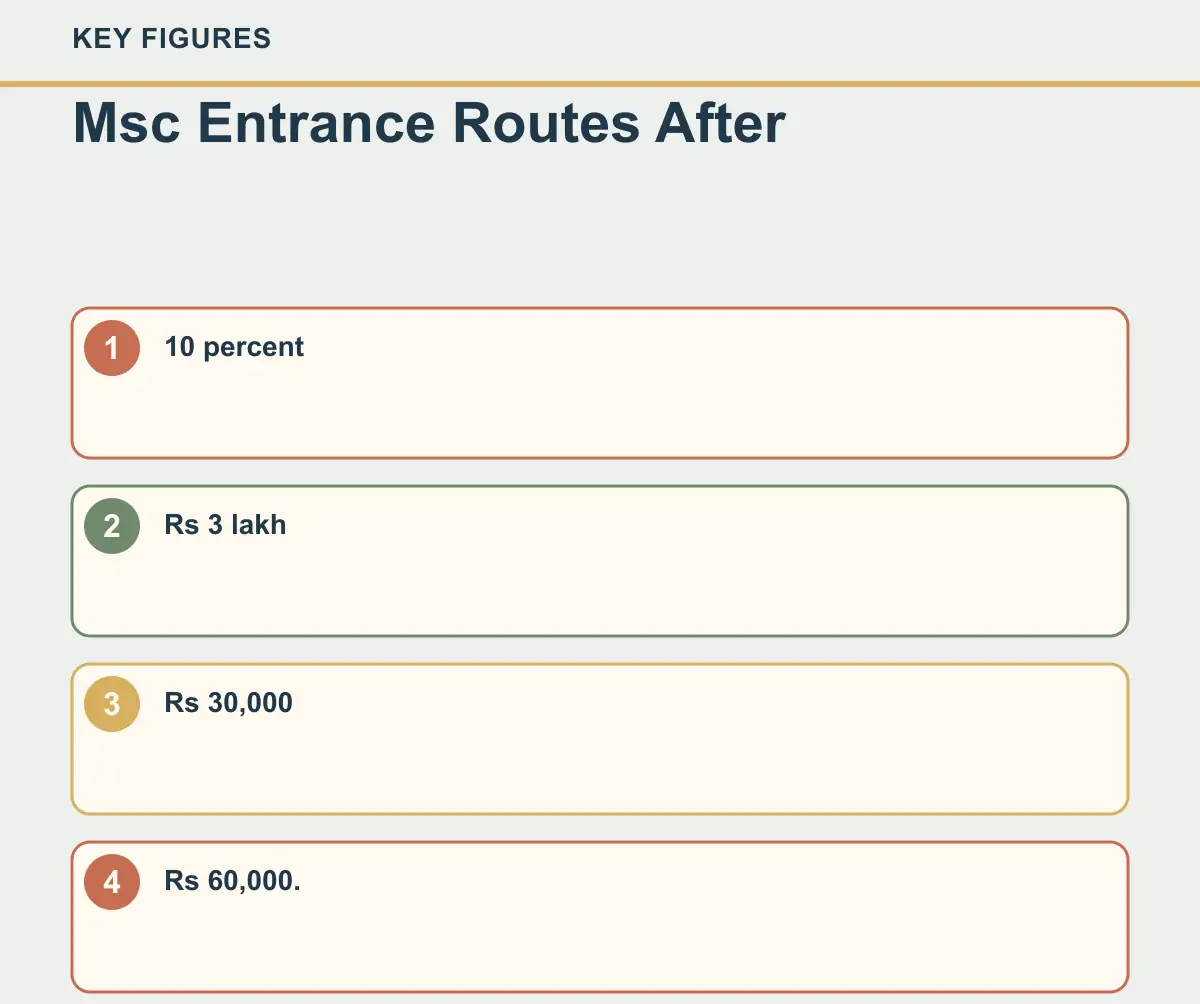 KEY FIGURES
Msc Entrance Routes After
1 10 percent
2 Rs 3 lakh
3 Rs 30,000
4 Rs 60,000.